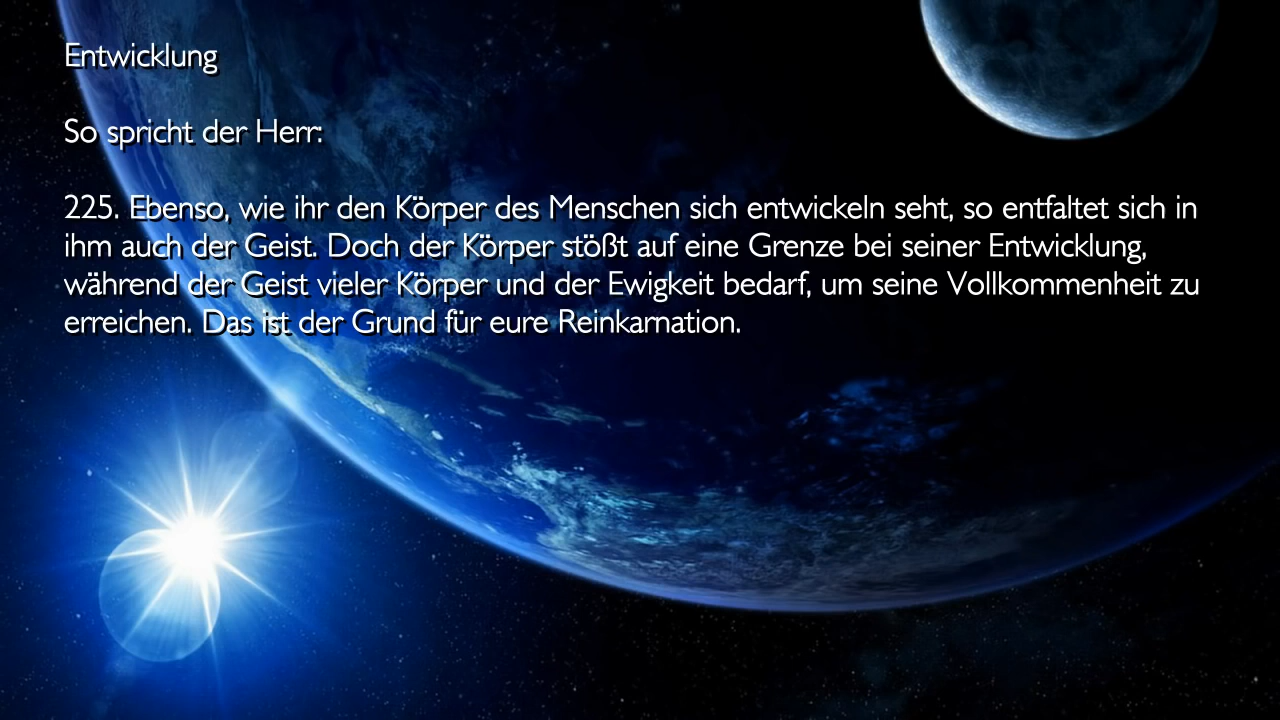 Entwicklung
So spricht der Herr:
225. Ebenso, wie ihr den Körper des Menschen sich entwickeln seht, so entfaltet sich in
ihm auch der Geist. Doch der Körper stößt auf eine Grenze bei seiner Entwicklung,
während der Geist vieler Körper und der Ewigkeit bedarf, um seine Vollkommenheit zu
erreichen. Das ist der Grund für eure Reinkarnation.